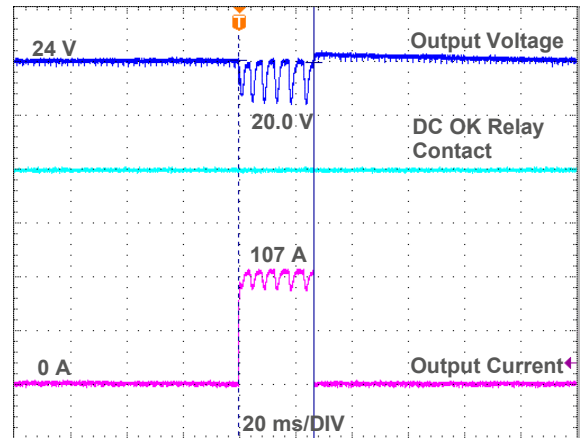 T
24 V
Output Voltage
20.0 V
DC OK Relay
Contact
107 A
0 A
Output Current
20 ms/DIV